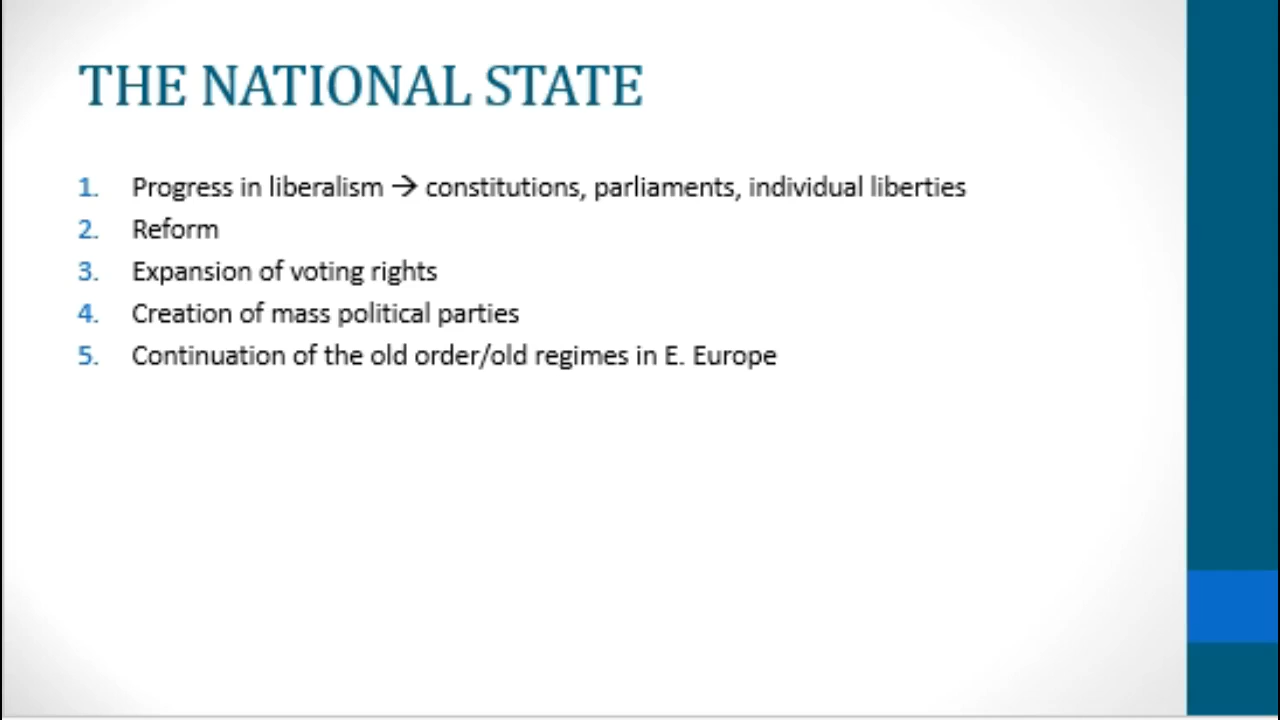 THE NATIONAL STATE
1. Progress in liberalism → constitutions, parliaments, individual liberties
2. Reform
3. Expansion of voting rights
4. Creation of mass political parties
5. Continuation of the old order/old regimes in E. Europe